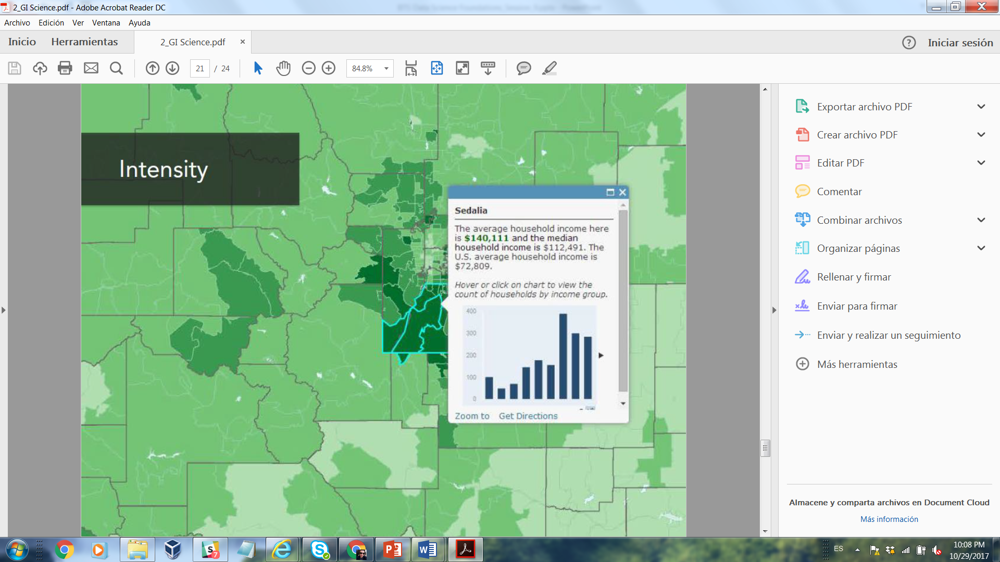 2_GI Science.pdf - Adobe Acrobat Reader DC
Archivo Edición Ver Ventana Ayuda
Inicio Herramientas 2_GI Science.pdf × ? Iniciar sesión
21 / 24 84.8%
Intensity
Sedalia
The average household income here
is $140,111 and the median
household income is $112,491. The
U.S. average household income is
$72,809.
Hover or click on chart to view the
count of households by income group.
400
300
200
100
0
Zoom to Get Directions
Exportar archivo PDF
Crear archivo PDF
Editar PDF
Comentar
Combinar archivos
Organizar páginas
Rellenar y firmar
Enviar para firmar
Enviar y realizar un seguimiento
Más herramientas
Almacene y comparta archivos en Document Cloud
Más información
7
ES
10:08 PM
10/29/2017